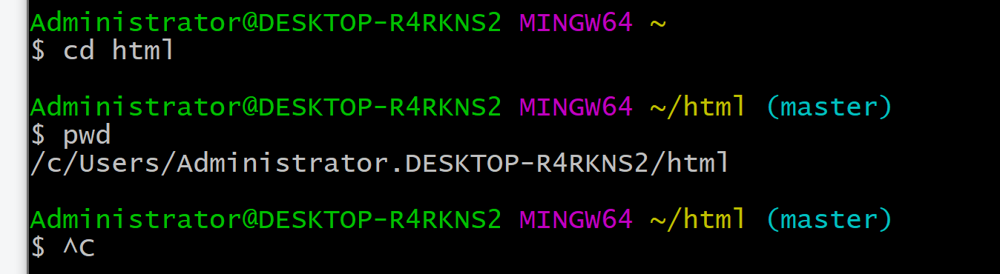 Administrator@DESKTOP-R4RKNS2 MINGW64 ~
$ cd html
Administrator@DESKTOP-R4RKNS2 MINGW64 ~/html (master)
$ pwd
/c/Users/Administrator.DESKTOP-R4RKNS2/html
Administrator@DESKTOP-R4RKNS2 MINGW64 ~/html (master)
$ ^C